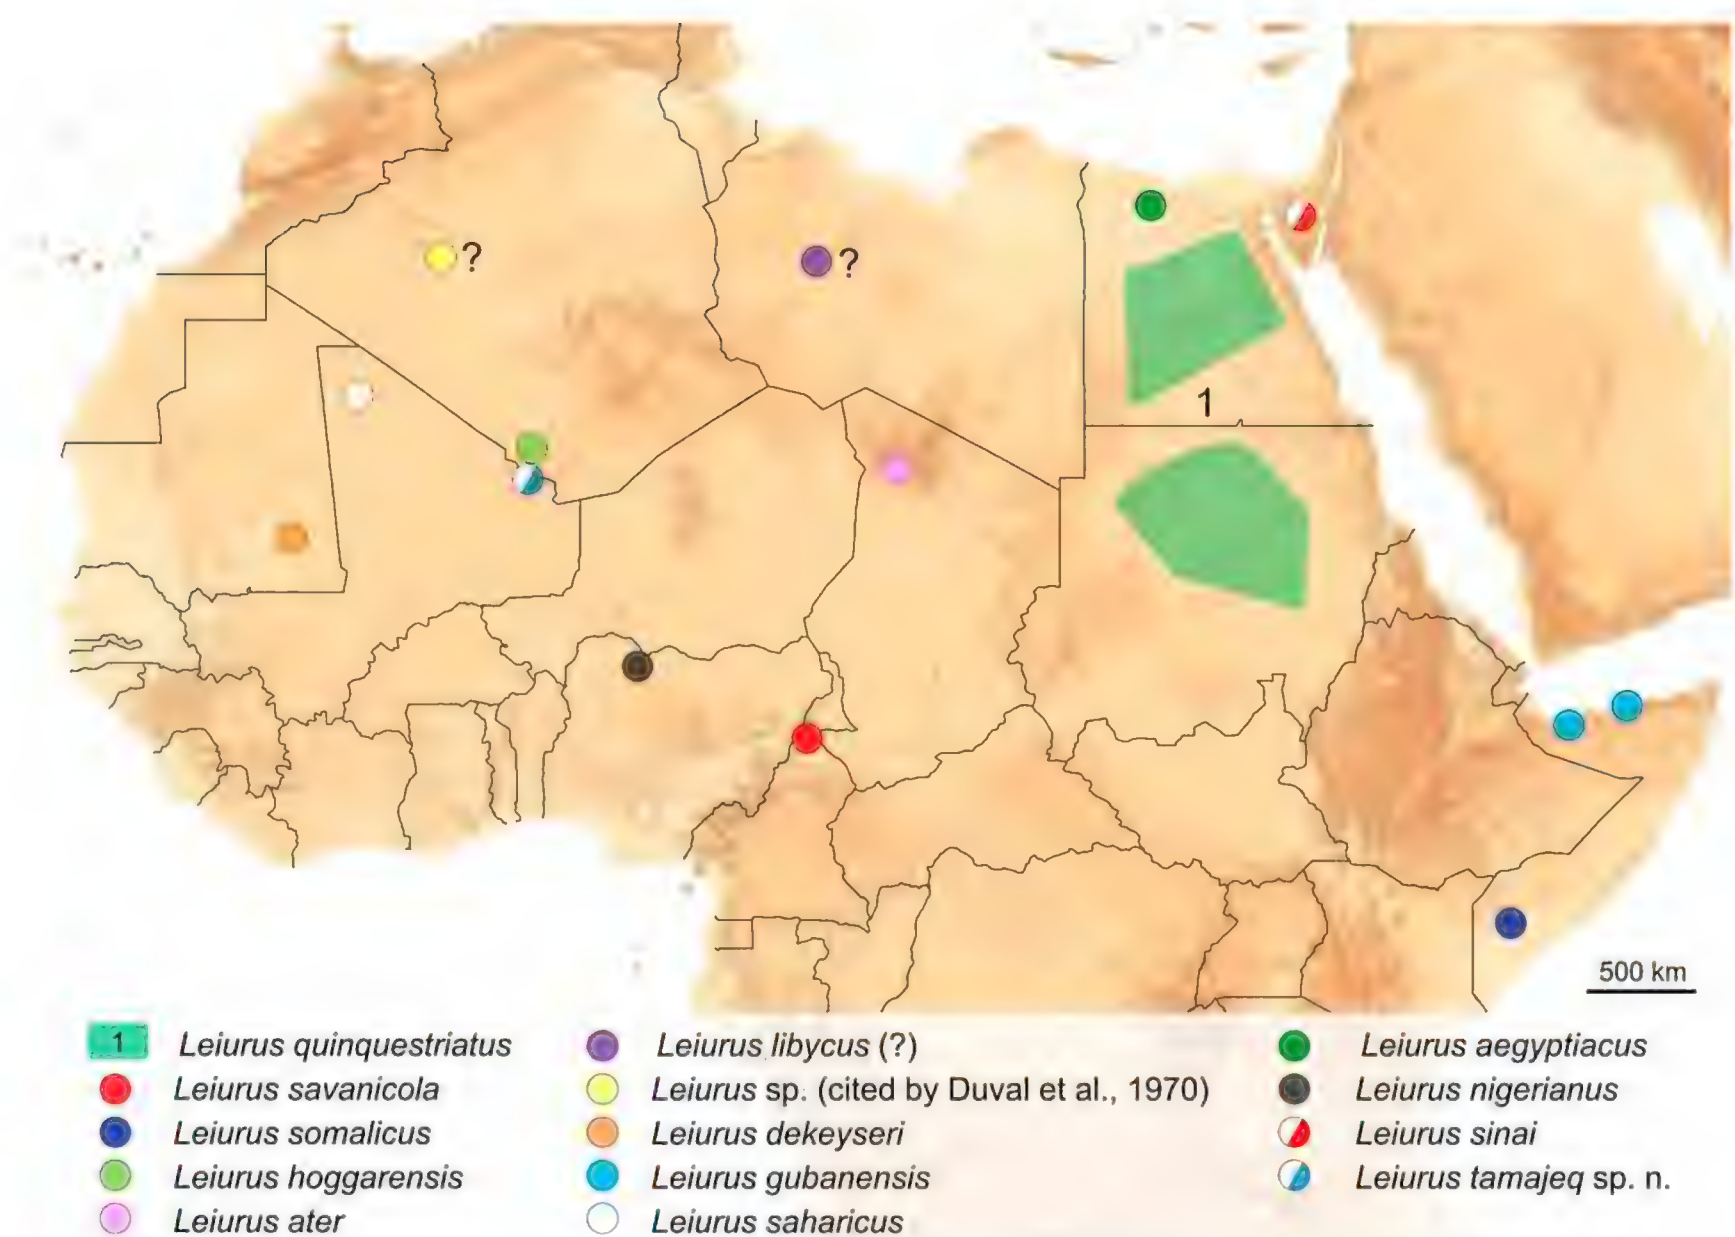 ?
?
1
500 km
1 Leiurus quinquestriatus
Leiurus savanicola
Leiurus somalicus
Leiurus hoggarensis
Leiurus ater
Leiurus libycus (?)
Leiurus sp. (cited by Duval et al., 1970)
Leiurus dekeyseri
Leiurus gubanensis
Leiurus saharicus
Leiurus aegyptiacus
Leiurus nigerianus
Leiurus sinai
Leiurus tamajeq sp. n.